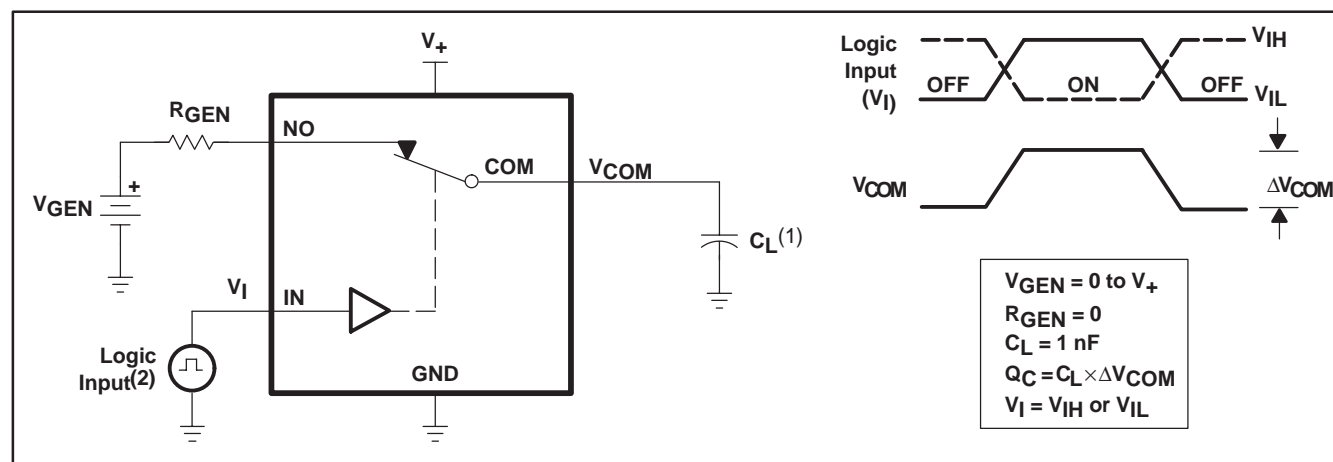 V+
RGEN
NO
COM
VCOM
VGEN
+
CL(1)
VI
IN
Logic
Input(2)
GND
Logic
Input
(VI)
VIH
OFF
ON
OFF
VIL
VCOM
ΔVCOM
VGEN = 0 to V+
RGEN = 0
CL = 1 nF
QC = CL × ΔVCOM
VI = VIH or VIL